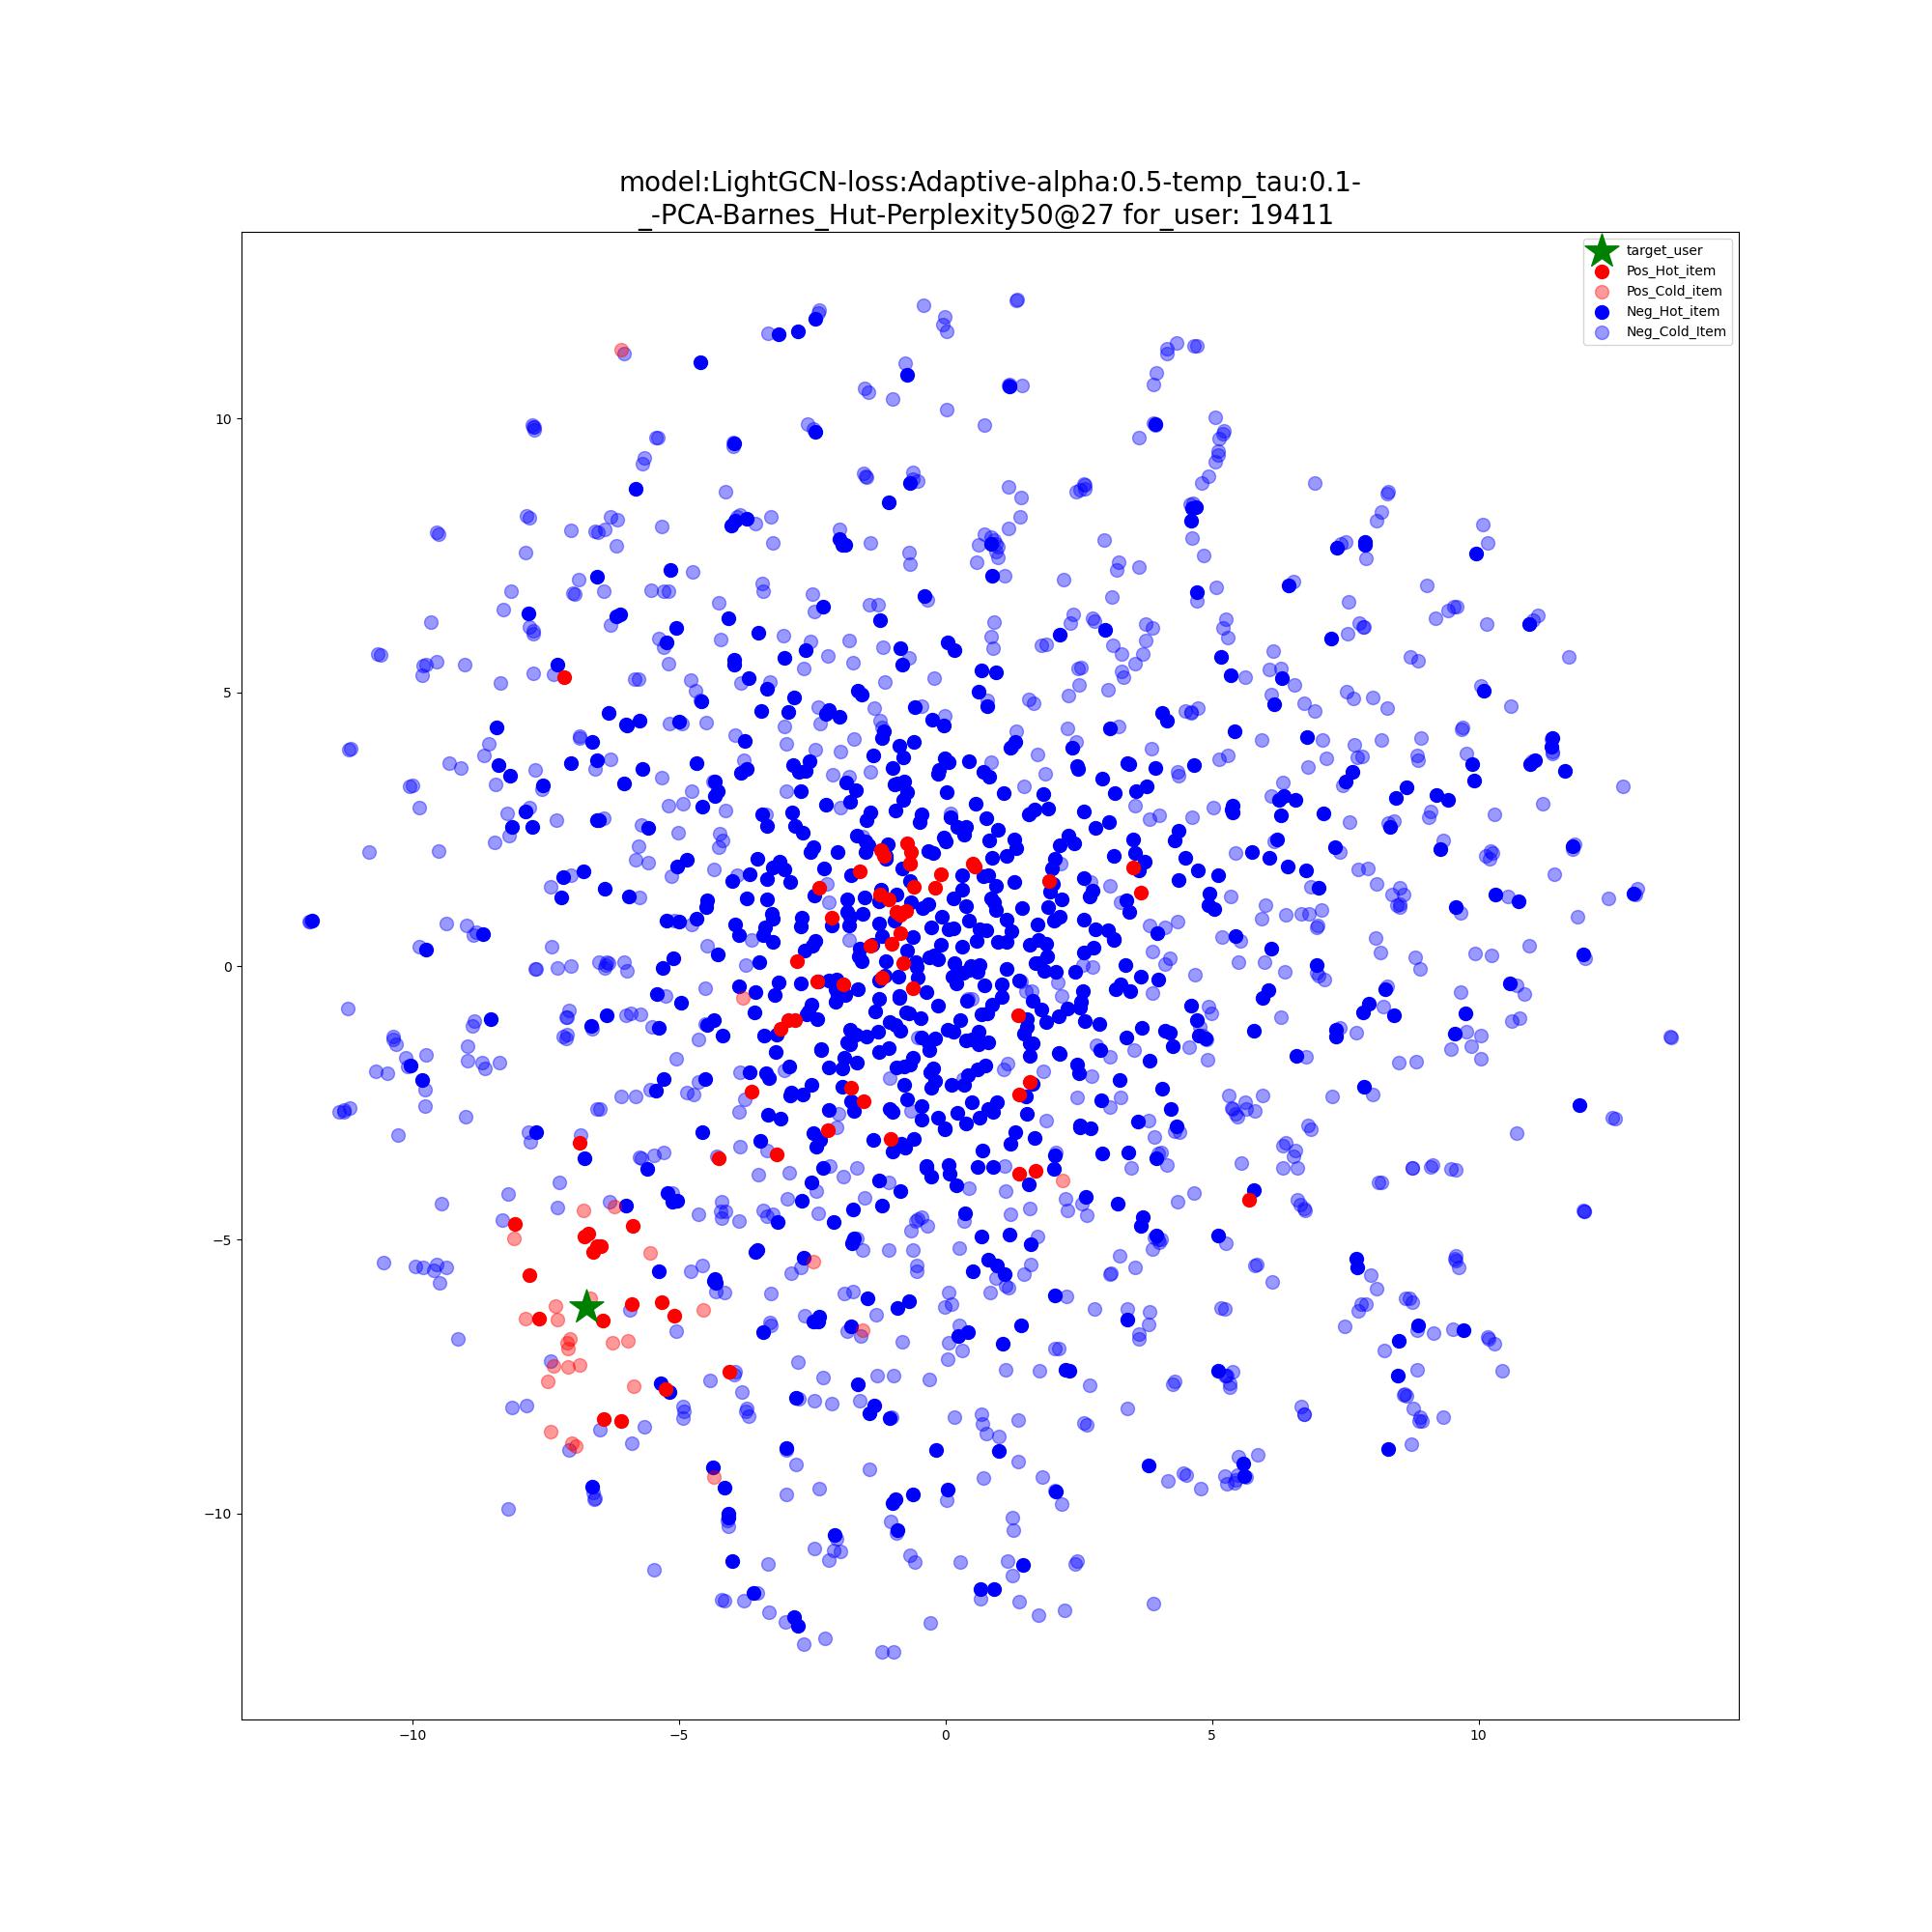 model:LightGCN-loss:Adaptive-alpha:0.5-temp_tau:0.1-
_-PCA-Barnes_Hut-Perplexity50@27 for_user: 19411
target_user
Pos_Hot_item
Pos_Cold_item
Neg_Hot_item
Neg_Cold_Item
10
5
0
−5
−10
−10
−5
0
5
10